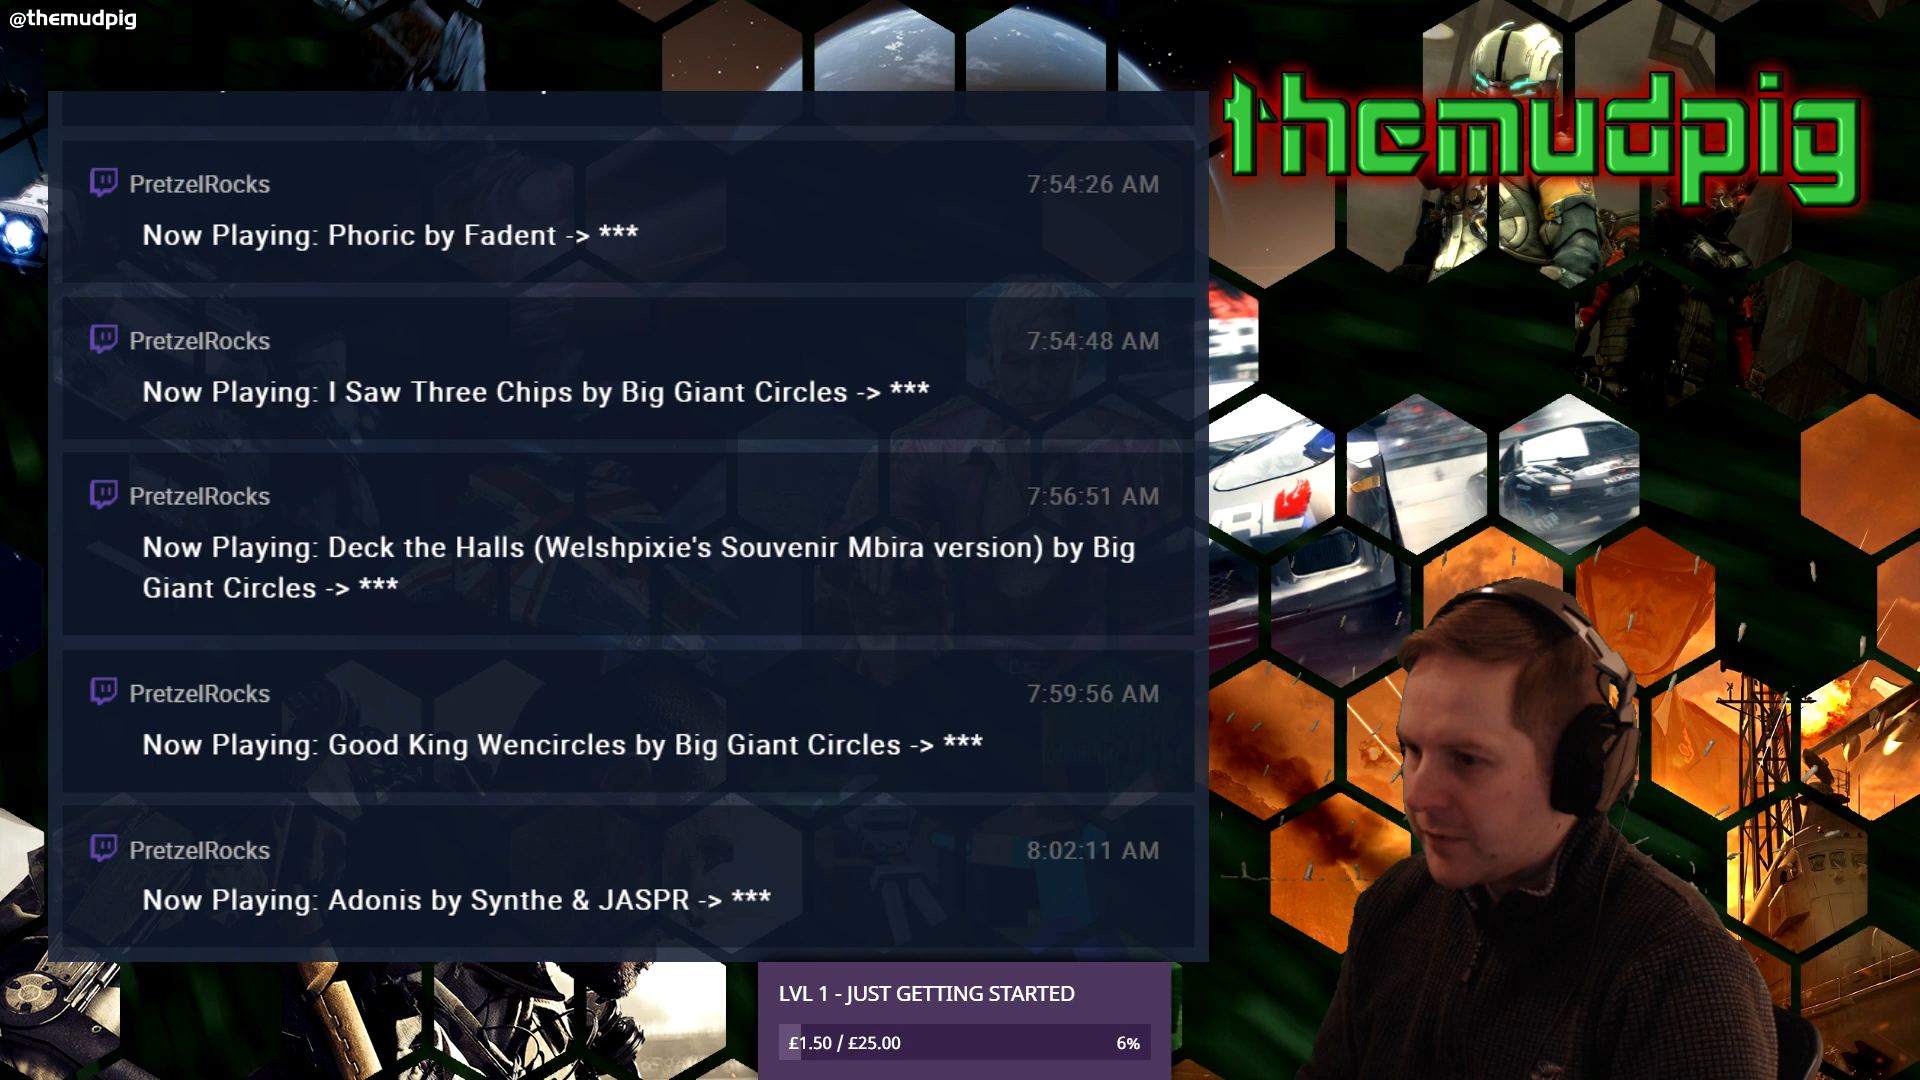 @themudpig
themudpig
PretzelRocks 7:54:26 AM
Now Playing: Phoric by Fadent -> ***
PretzelRocks 7:54:48 AM
Now Playing: I Saw Three Chips by Big Giant Circles -> ***
PretzelRocks 7:56:51 AM
Now Playing: Deck the Halls (Welshpixie's Souvenir Mbira version) by Big
Giant Circles -> ***
PretzelRocks 7:59:56 AM
Now Playing: Good King Wencircles by Big Giant Circles -> ***
PretzelRocks 8:02:11 AM
Now Playing: Adonis by Synthe & JASPR -> ***
LVL 1 - JUST GETTING STARTED
£1.50 / £25.00 6%